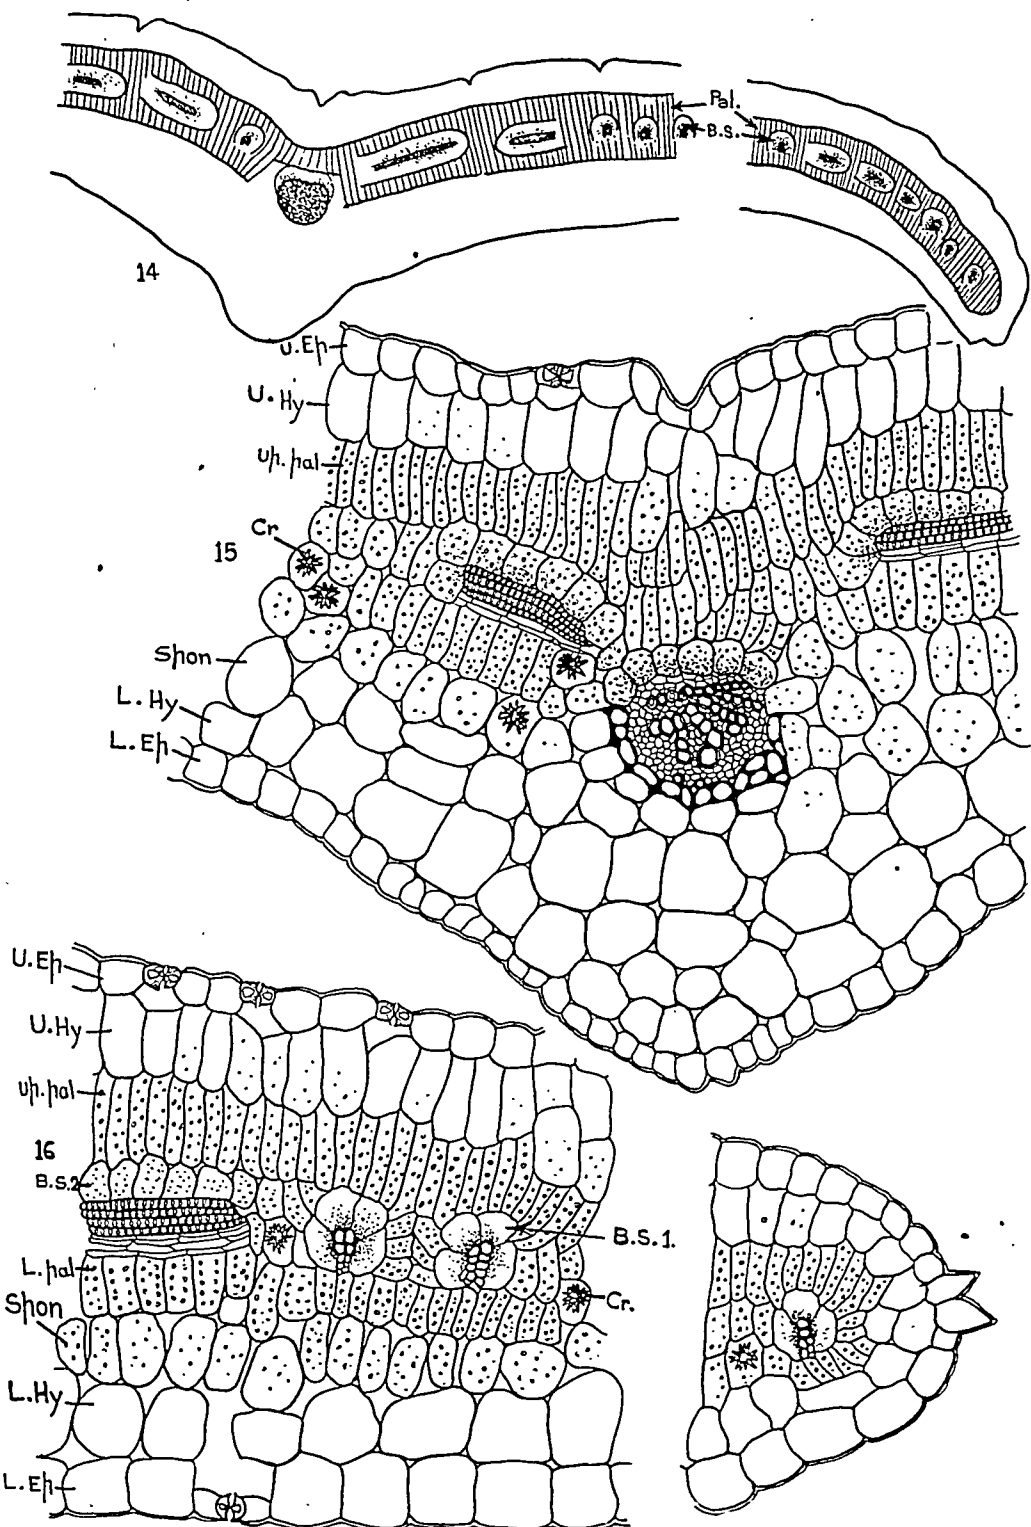 Pal.
B.S.
14
U.Ep
U.Hy
up.pal
Cr
15
Spon
L.Hy
L.Ep
U.Ep
U.Hy
up.pal
16
B.S.2
B.S.1.
L.pal
Cr.
Spon
L.Hy
L.Ep